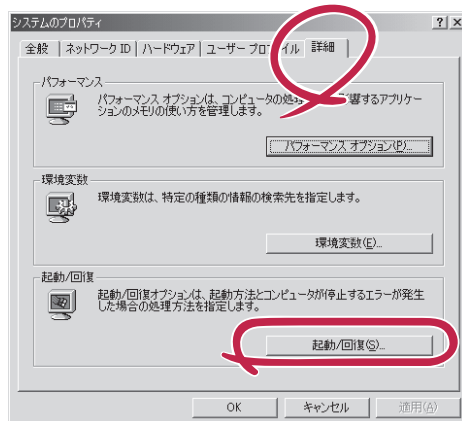 システムのプロパティ
全般 ネットワーク ID ハードウェア ユーザー プロファイル 詳細
パフォーマンス
パフォーマンス オプションは、コンピュータの処理 影響するアプリケー
ションのメモリの使い方を管理します。
パフォーマンス オプション(P)...
環境変数
環境変数は、特定の種類の情報の検索先を指定します。
環境変数(E)...
起動/回復
起動/回復オプションは、起動方法とコンピュータが停止するエラーが発生
した場合の処理方法を指定します。
起動/回復(S)...
OK キャンセル 適用(A)